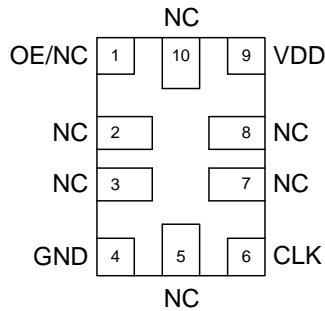 NC
OE/NC 1 10 9 VDD
NC 2 8 NC
NC 3 7 NC
GND 4 5 6 CLK
NC